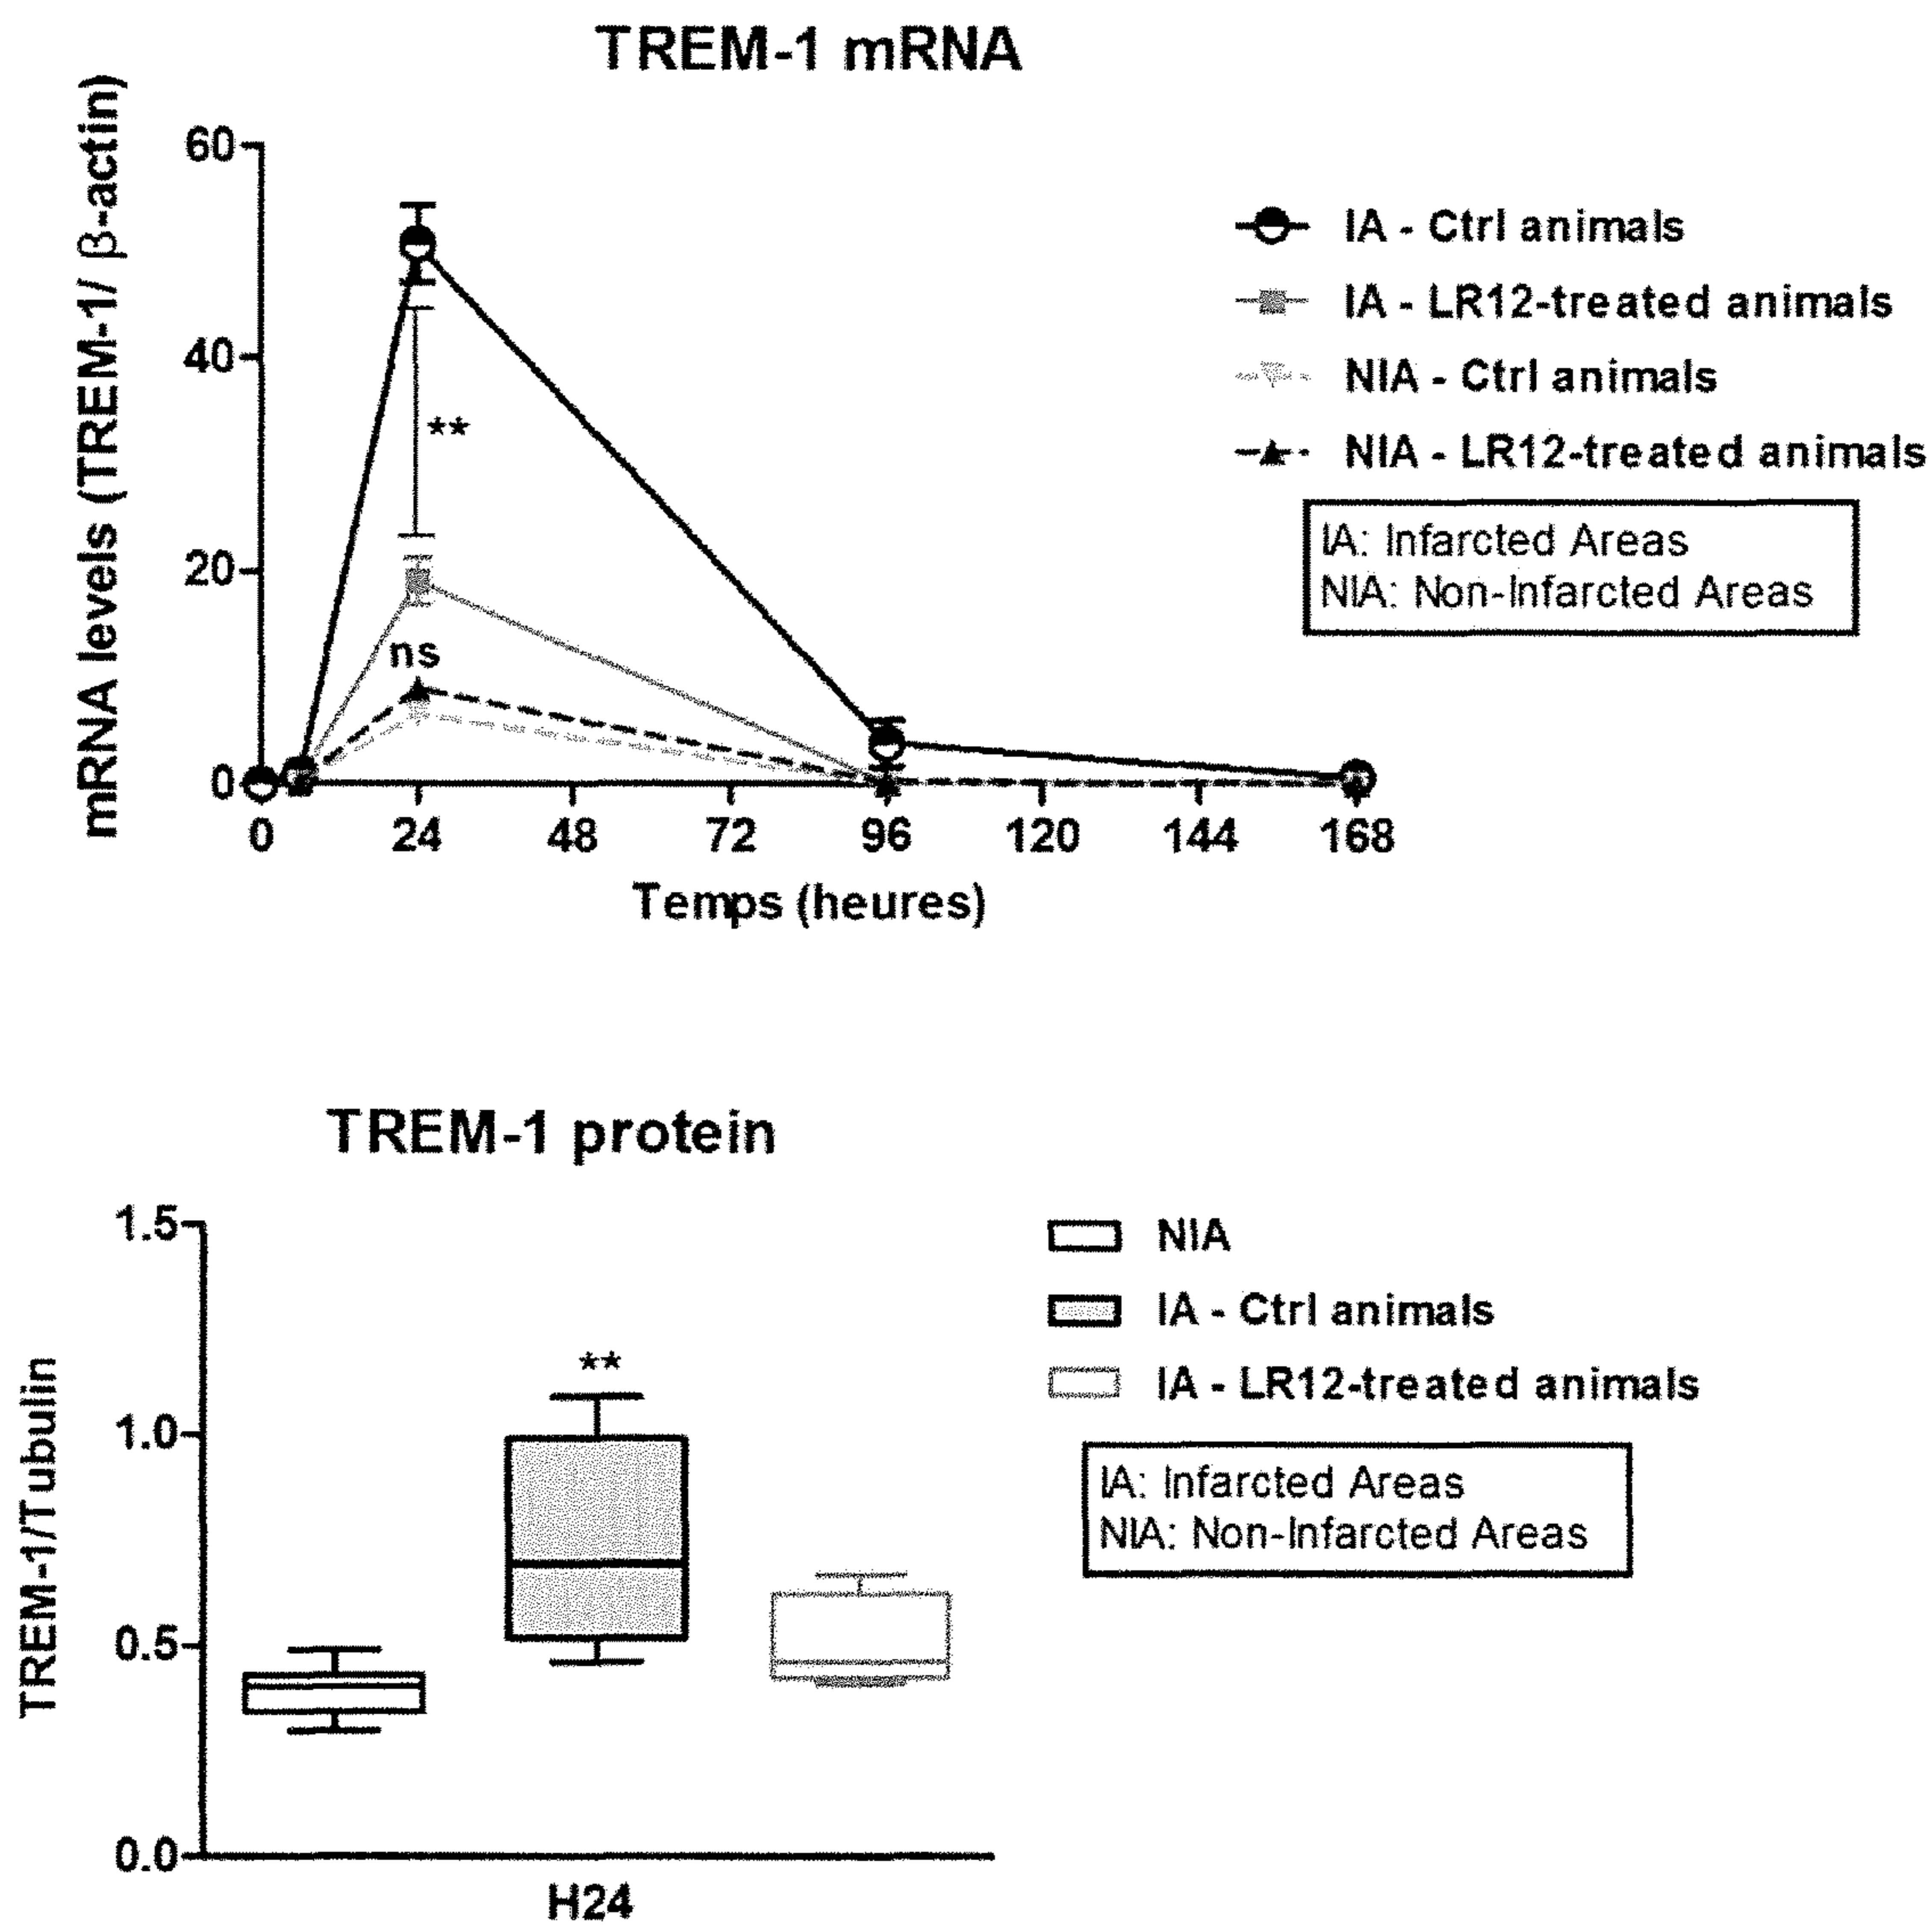 TREM-1 mRNA
mRNA levels (TREM-1/ β-actin)
60
40
20
0
**
ns
0 24 48 72 96 120 144 168
Temps (heures)
IA - Ctrl animals
IA - LR12-treated animals
NIA - Ctrl animals
NIA - LR12-treated animals
IA: Infarcted Areas
NIA: Non-Infarcted Areas
TREM-1 protein
TREM-1/Tubulin
1.5
1.0
0.5
0.0
**
H24
NIA
IA - Ctrl animals
IA - LR12-treated animals
IA: Infarcted Areas
NIA: Non-Infarcted Areas